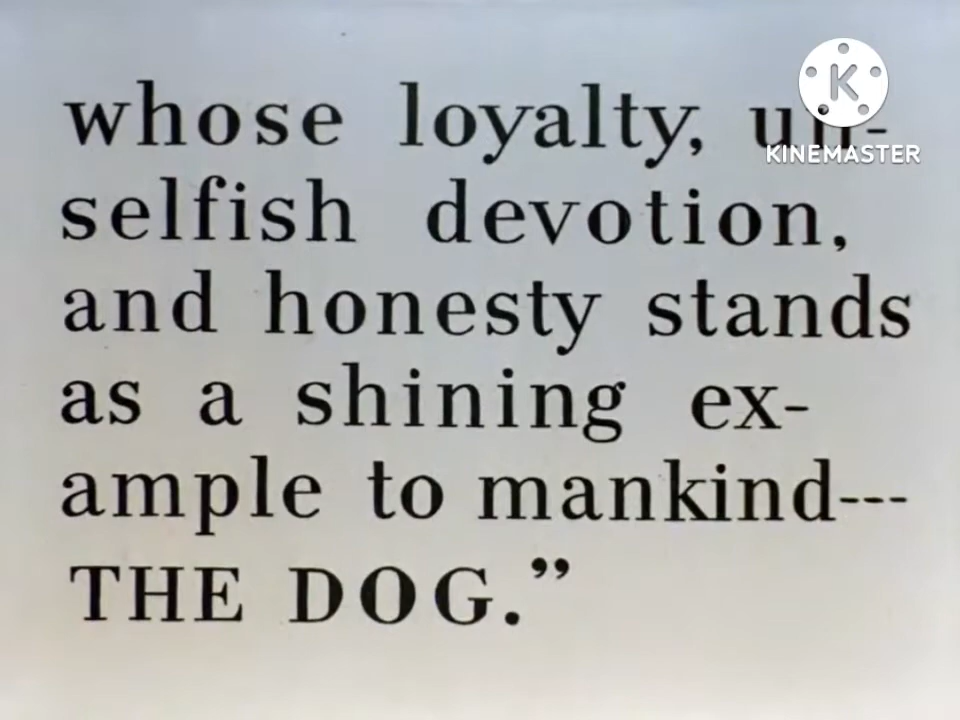 whose loyalty, un-
selfish devotion,
and honesty stands
as a shining ex-
ample to mankind---
THE DOG.”
K
KINEMASTER